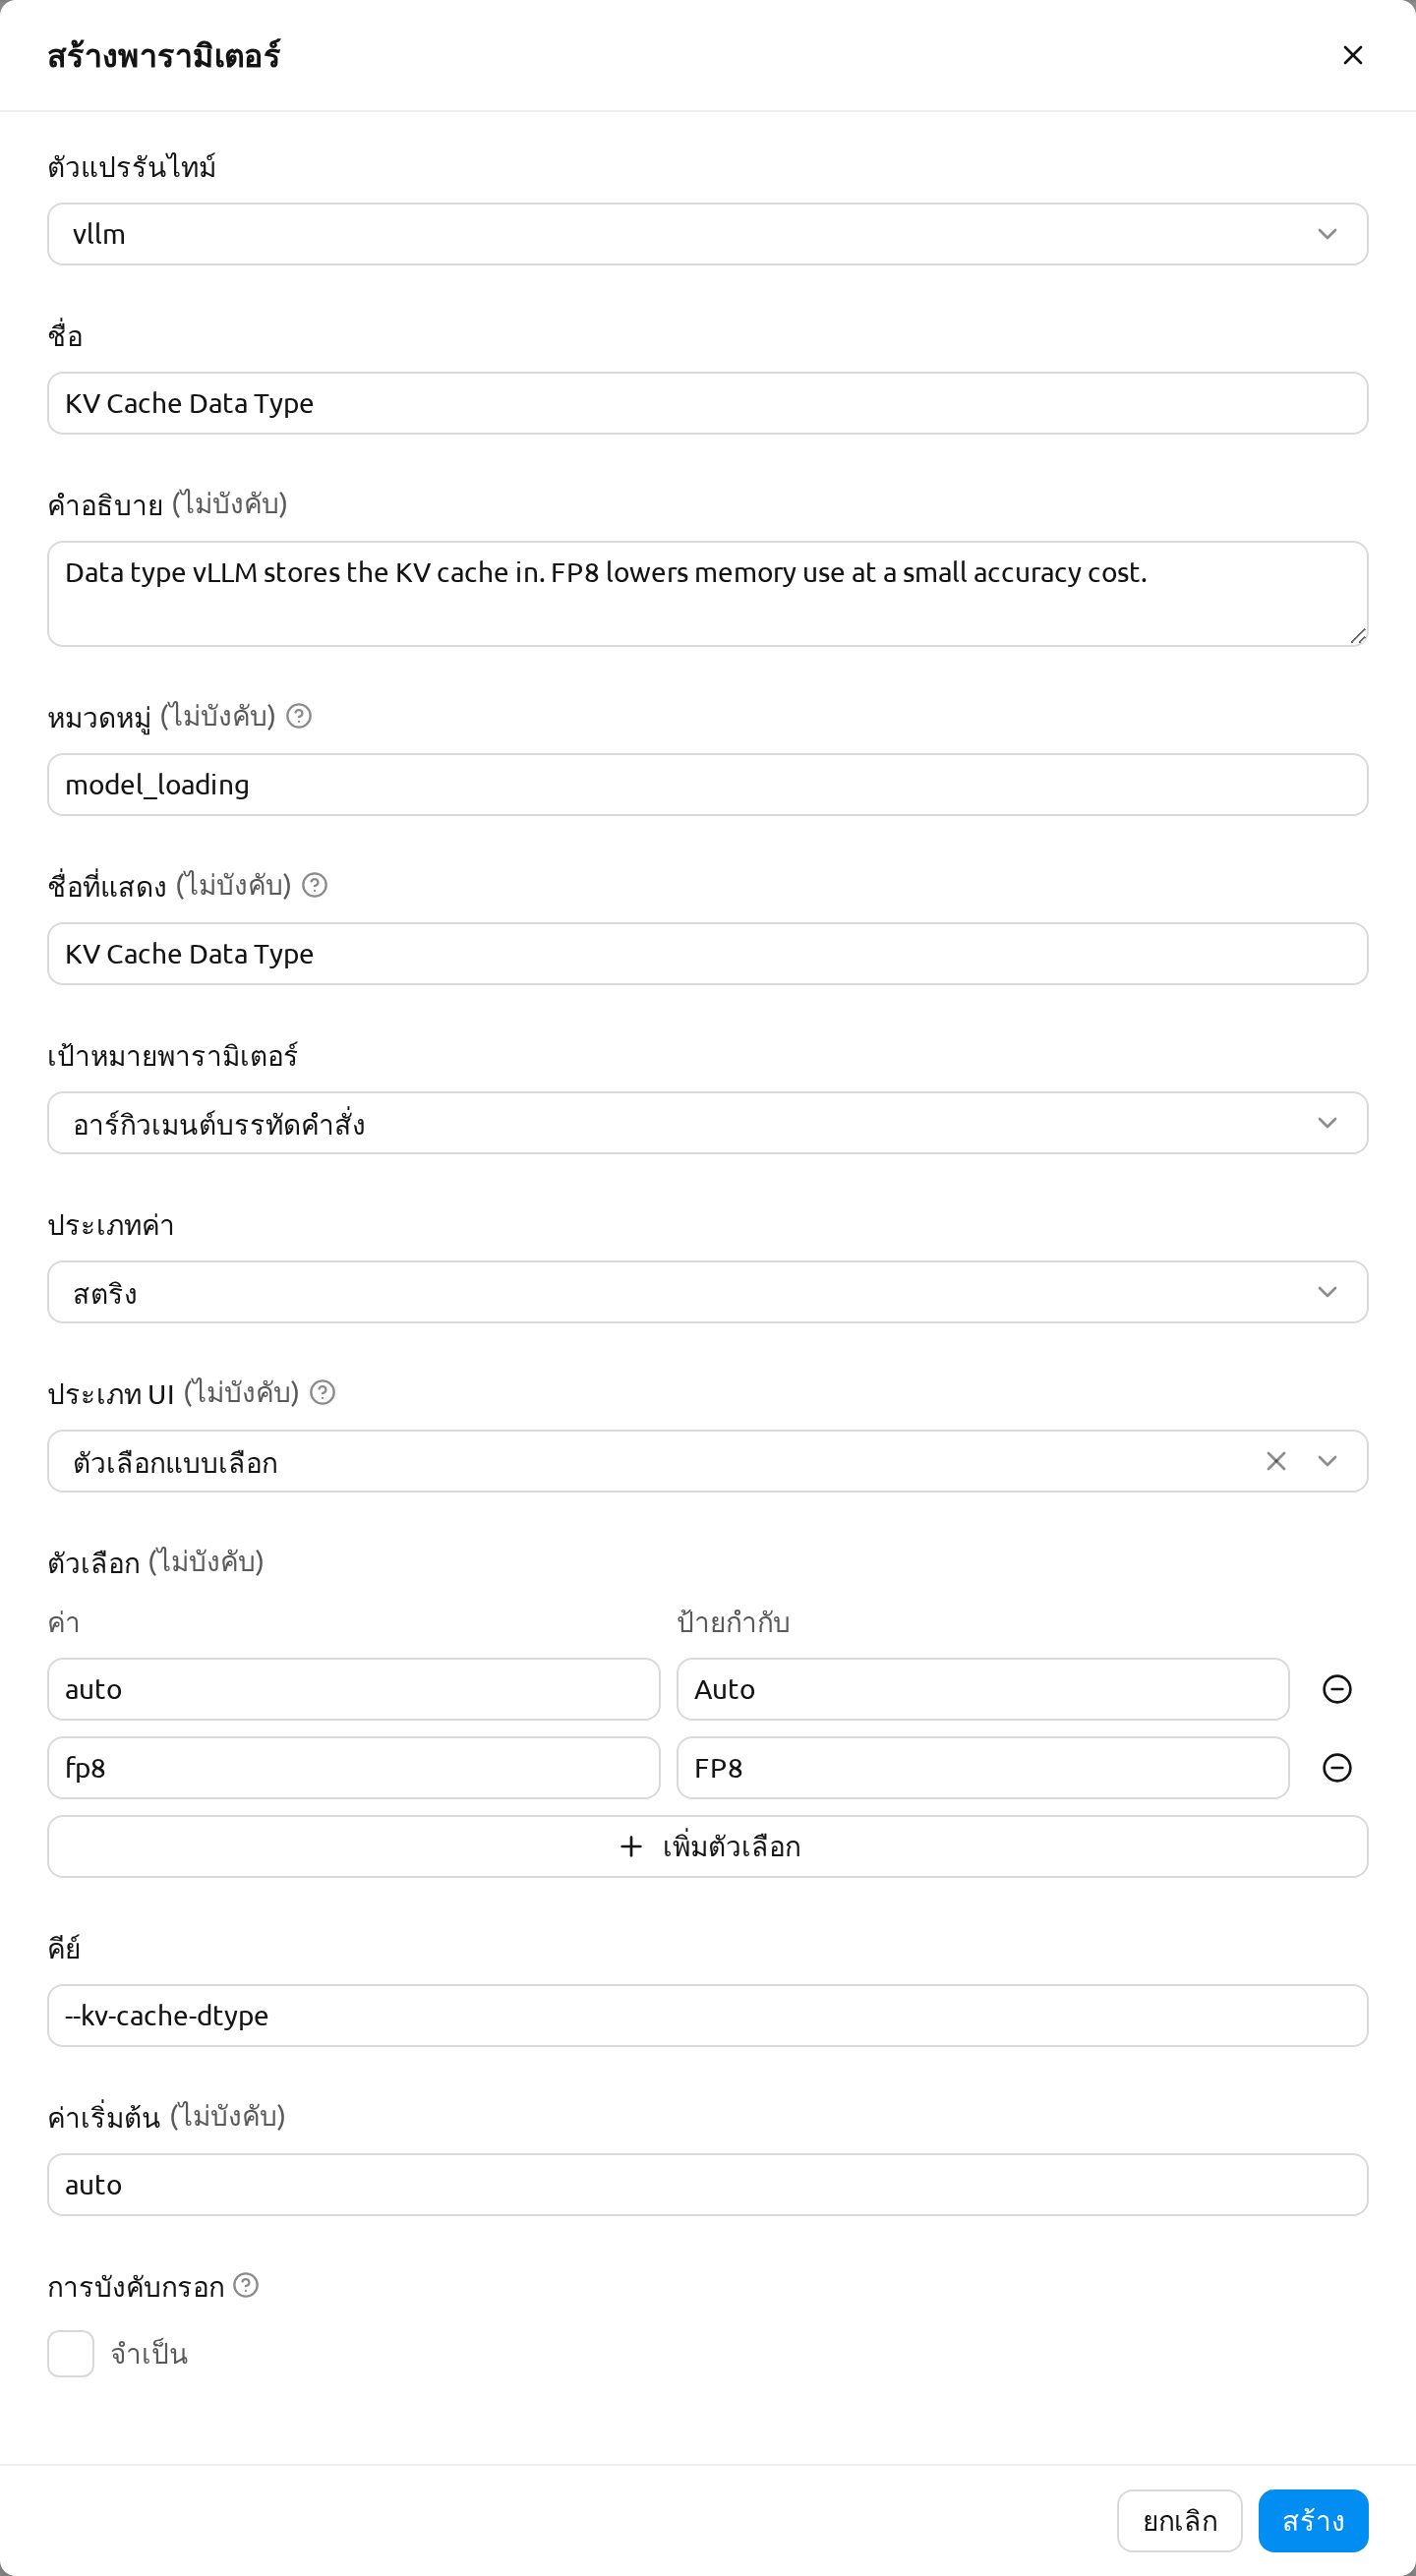 สร้างพารามิเตอร์
ตัวแปรรันไทม์
vllm
ชื่อ
KV Cache Data Type
คำอธิบาย (ไม่บังคับ)
Data type vLLM stores the KV cache in. FP8 lowers memory use at a small accuracy cost.
หมวดหมู่ (ไม่บังคับ)
model_loading
ชื่อที่แสดง (ไม่บังคับ)
KV Cache Data Type
เป้าหมายพารามิเตอร์
อาร์กิวเมนต์บรรทัดคำสั่ง
ประเภทค่า
สตริง
ประเภท UI (ไม่บังคับ)
ตัวเลือกแบบเลือก
ตัวเลือก (ไม่บังคับ)
ค่า ป้ายกำกับ
auto Auto
fp8 FP8
เพิ่มตัวเลือก
คีย์
--kv-cache-dtype
ค่าเริ่มต้น (ไม่บังคับ)
auto
การบังคับกรอก
จำเป็น
ยกเลิก สร้าง